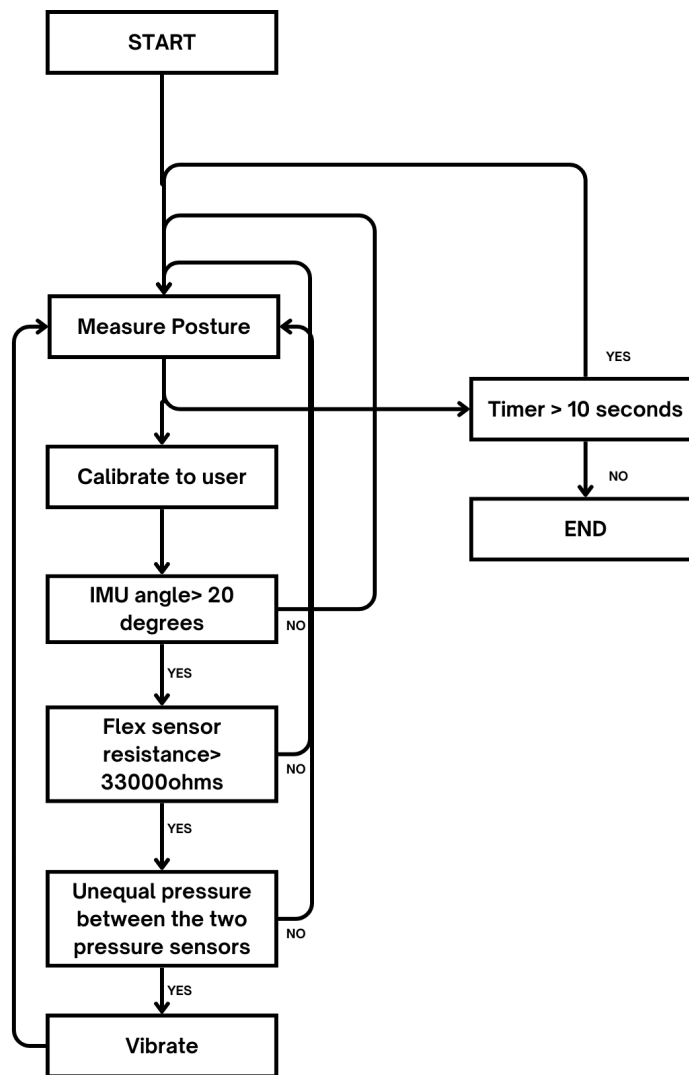 START
Measure Posture
YES
Timer > 10 seconds
Calibrate to user
NO
END
IMU angle> 20
degrees
NO
YES
Flex sensor
resistance>
33000ohms
NO
YES
Unequal pressure
between the two
pressure sensors
NO
YES
Vibrate